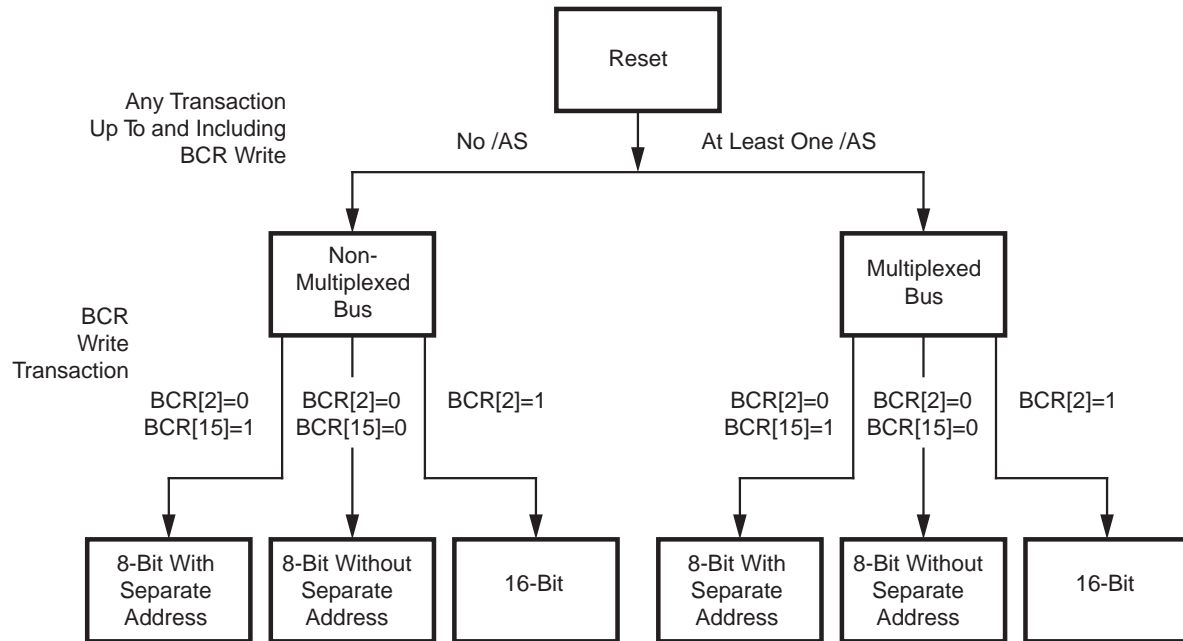 Reset
Any Transaction
Up To and Including
BCR Write
No /AS
At Least One /AS
Non-
Multiplexed
Bus
Multiplexed
Bus
BCR
Write
Transaction
BCR[2]=0
BCR[15]=1
BCR[2]=0
BCR[15]=0
BCR[2]=1
BCR[2]=0
BCR[15]=1
BCR[2]=0
BCR[15]=0
BCR[2]=1
8-Bit With
Separate
Address
8-Bit Without
Separate
Address
16-Bit
8-Bit With
Separate
Address
8-Bit Without
Separate
Address
16-Bit